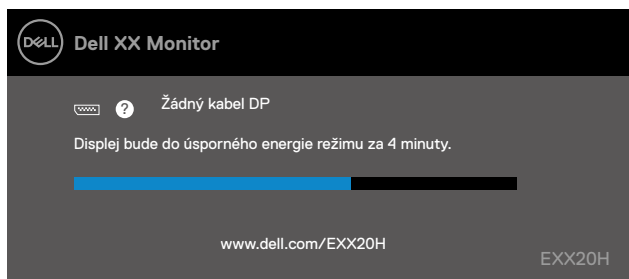 DELL
Dell XX Monitor
? Žádný kabel DP
Displej bude do úsporného energie režimu za 4 minuty.
www.dell.com/EXX20H
EXX20H